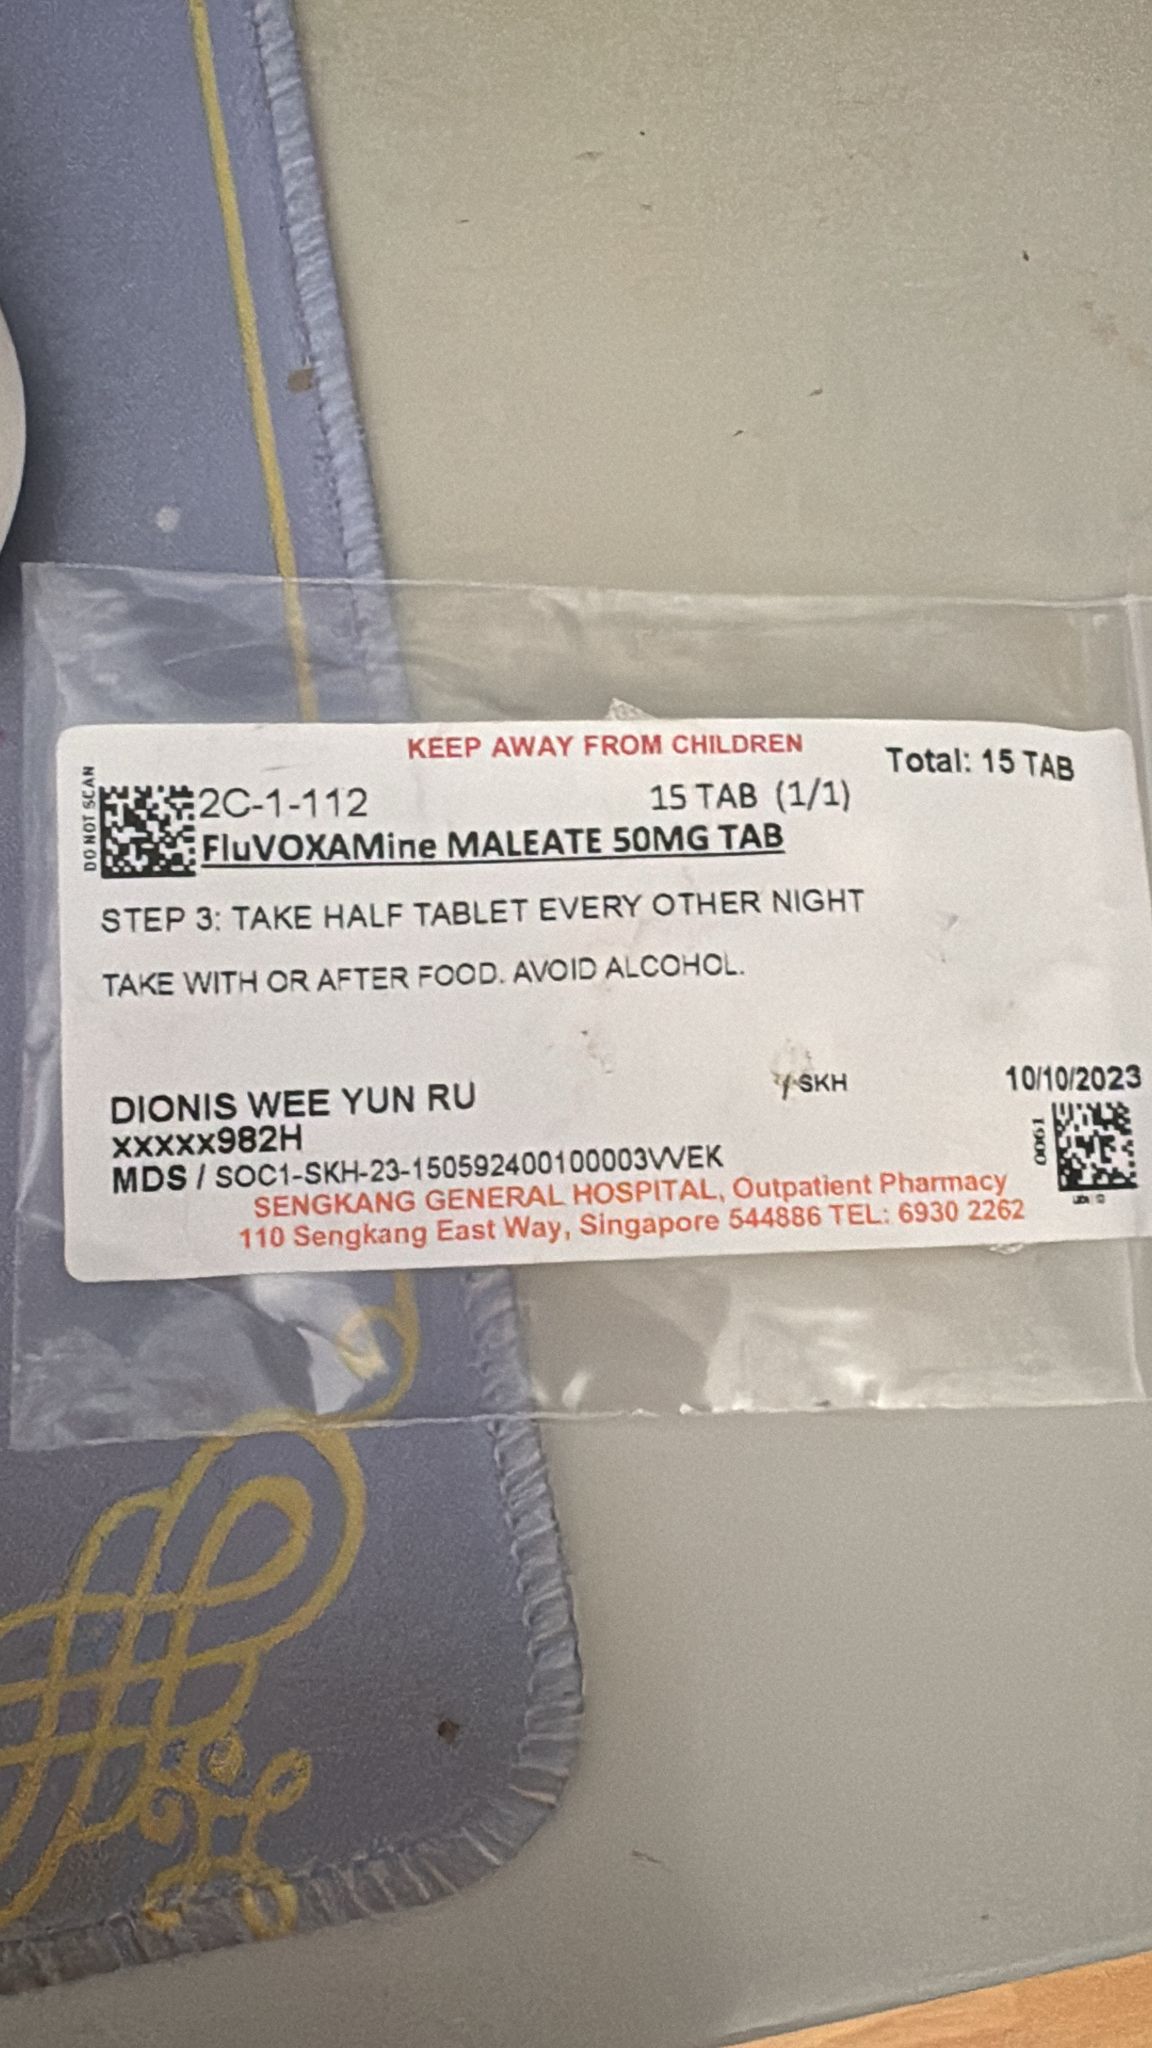 KEEP AWAY FROM CHILDREN
Total: 15 TAB
DO NOT SCAN
2C-1-112
15 TAB (1/1)
FluVOXAMine MALEATE 50MG TAB
STEP 3: TAKE HALF TABLET EVERY OTHER NIGHT
TAKE WITH OR AFTER FOOD. AVOID ALCOHOL.
DIONIS WEE YUN RU
SKH
10/10/2023
xxxxx982H
0061
MDS / SOC1-SKH-23-150592400100003VVEK
SENGKANG GENERAL HOSPITAL, Outpatient Pharmacy
110 Sengkang East Way, Singapore 544886 TEL: 6930 2262